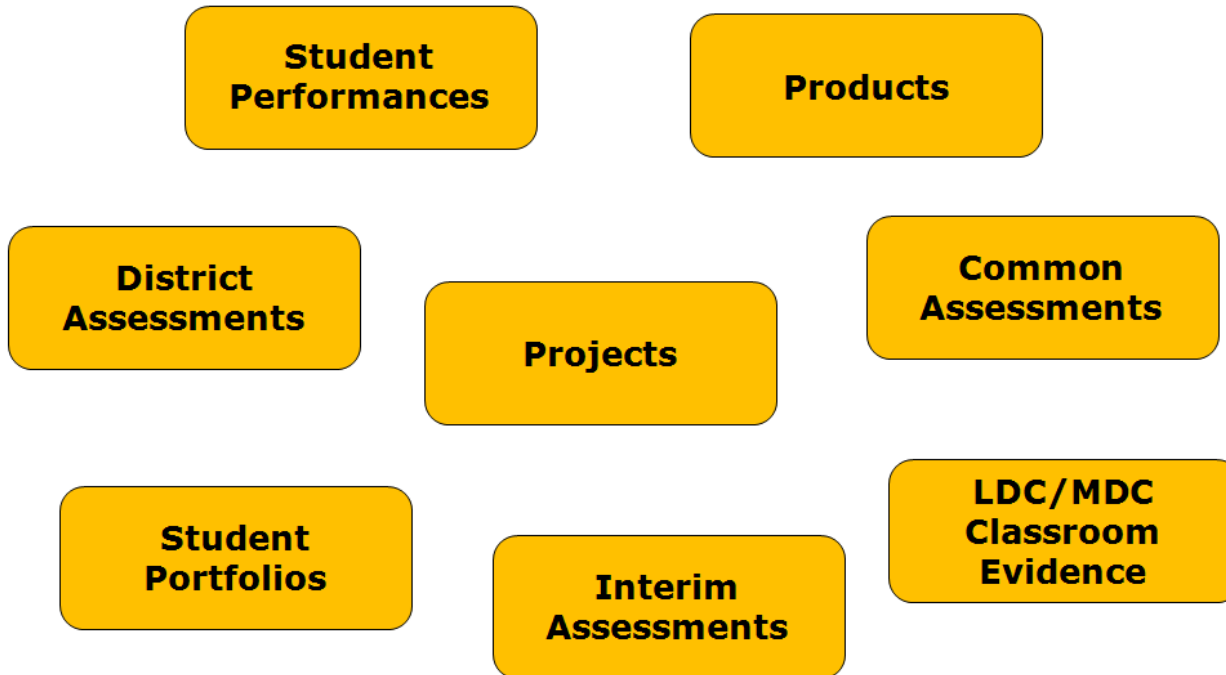 Student
Performances
Products
District
Assessments
Common
Assessments
Projects
Student
Portfolios
Interim
Assessments
LDC/MDC
Classroom
Evidence